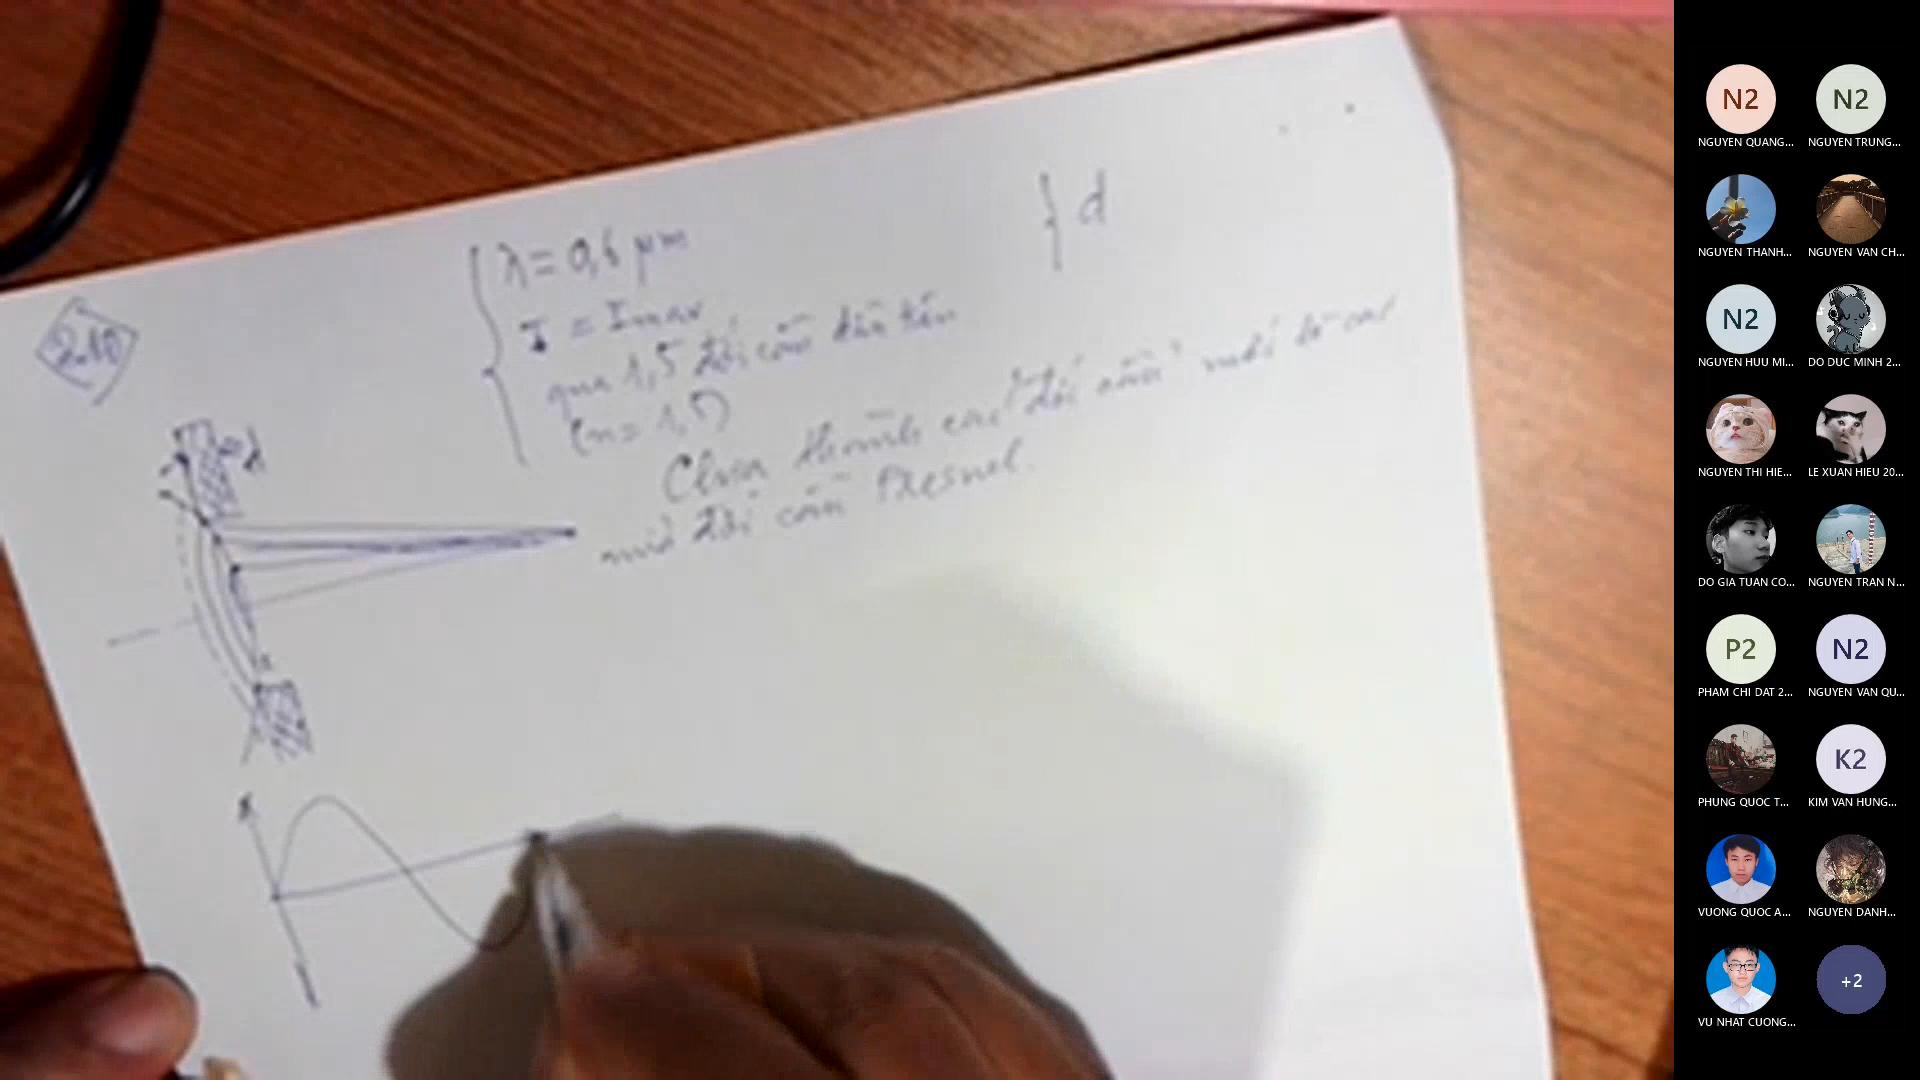 2.10
λ = 0,6 μm
I = Imax
qua 1,5 đới cầu đầu tiên
(n = 1,5)
} d
Chia thành các "đới cầu" nhỏ
mỗi đới cầu Fresnel.
λ
N2
N2
NGUYEN QUANG...
NGUYEN TRUNG...
NGUYEN THANH...
NGUYEN VAN CH...
N2
NGUYEN HUU MI...
DO DUC MINH 2...
NGUYEN THI HIE...
LE XUAN HIEU 20...
DO GIA TUAN CO...
NGUYEN TRAN N...
P2
N2
PHAM CHI DAT 2...
NGUYEN VAN QU...
K2
PHUNG QUOC T...
KIM VAN HUNG...
VUONG QUOC A...
NGUYEN DANH...
+2
VU NHAT CUONG...